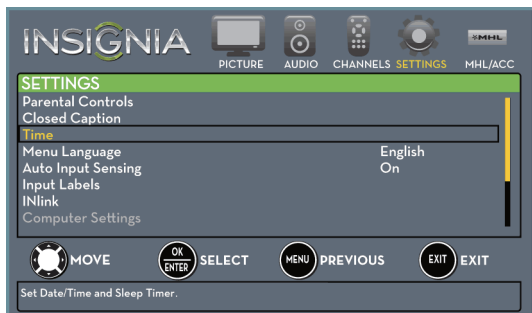 INSIGNIA
PICTURE AUDIO CHANNELS SETTINGS MHL/ACC
MHL
SETTINGS
Parental Controls
Closed Caption
Time
Menu Language English
Auto Input Sensing On
Input Labels
INlink
Computer Settings
MOVE OK ENTER SELECT MENU PREVIOUS EXIT EXIT
Set Date/Time and Sleep Timer.